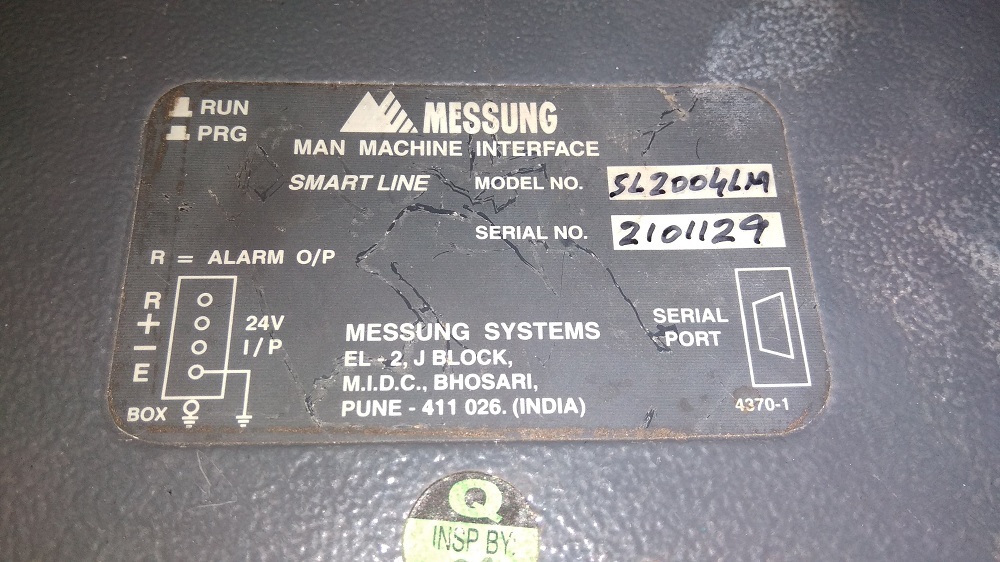 RUN
PRG
MESSUNG
MAN MACHINE INTERFACE
SMART LINE MODEL NO. SL2004LM
SERIAL NO. 2101129
R = ALARM O/P
R
+ 24V
- I/P
E
BOX
MESSUNG SYSTEMS
EL - 2, J BLOCK,
M.I.D.C., BHOSARI,
PUNE - 411 026. (INDIA)
SERIAL
PORT
4370-1
Q
INSP BY: